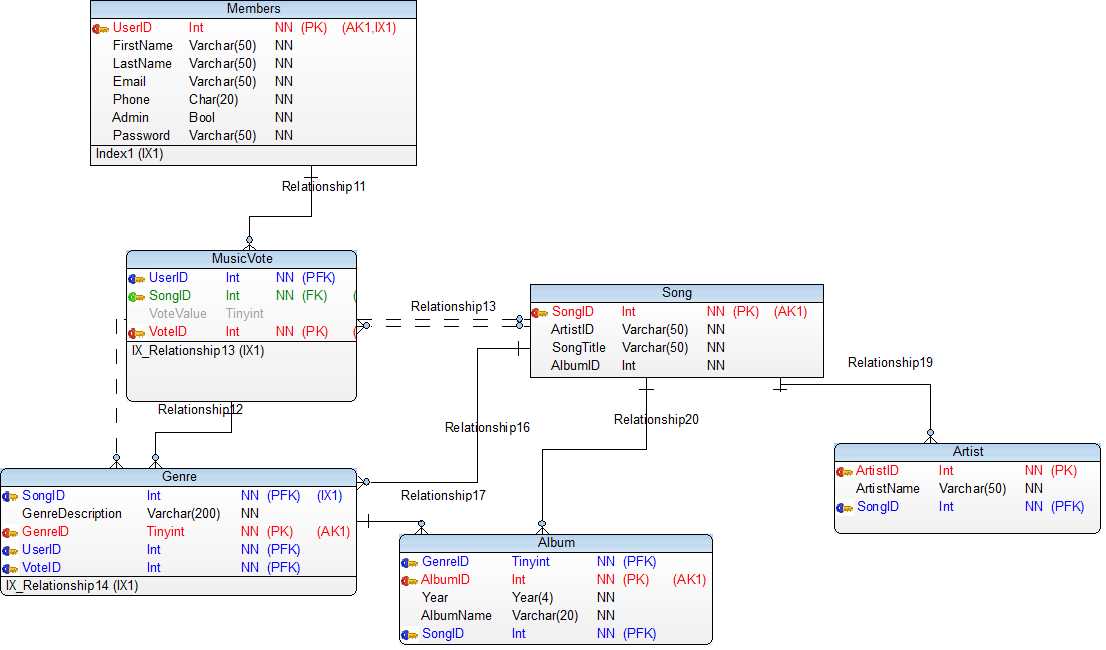 Members
UserID Int NN (PK) (AK1,IX1)
FirstName Varchar(50) NN
LastName Varchar(50) NN
Email Varchar(50) NN
Phone Char(20) NN
Admin Bool NN
Password Varchar(50) NN
Index1 (IX1)
Relationship11
MusicVote
UserID Int NN (PFK)
SongID Int NN (FK) (
VoteValue Tinyint
VoteID Int NN (PK) (
IX_Relationship13 (IX1)
Relationship13
Song
SongID Int NN (PK) (AK1)
ArtistID Varchar(50) NN
SongTitle Varchar(50) NN
AlbumID Int NN
Relationship19
Relationship12
Relationship16
Relationship20
Artist
ArtistID Int NN (PK)
ArtistName Varchar(50) NN
SongID Int NN (PFK)
Genre
SongID Int NN (PFK) (IX1)
GenreDescription Varchar(200) NN
GenreID Tinyint NN (PK) (AK1)
UserID Int NN (PFK)
VoteID Int NN (PFK)
IX_Relationship14 (IX1)
Relationship17
Album
GenreID Tinyint NN (PFK)
AlbumID Int NN (PK) (AK1)
Year Year(4) NN
AlbumName Varchar(20) NN
SongID Int NN (PFK)